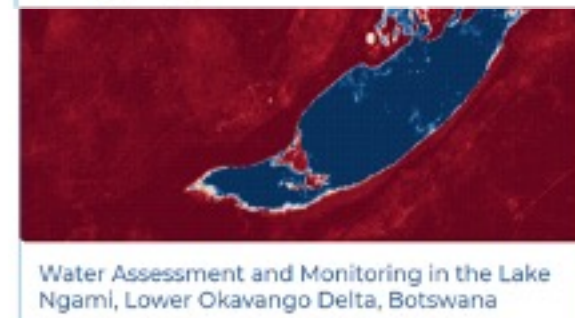 Water Assessment and Monitoring in the Lake
Ngami, Lower Okavango Delta, Botswana